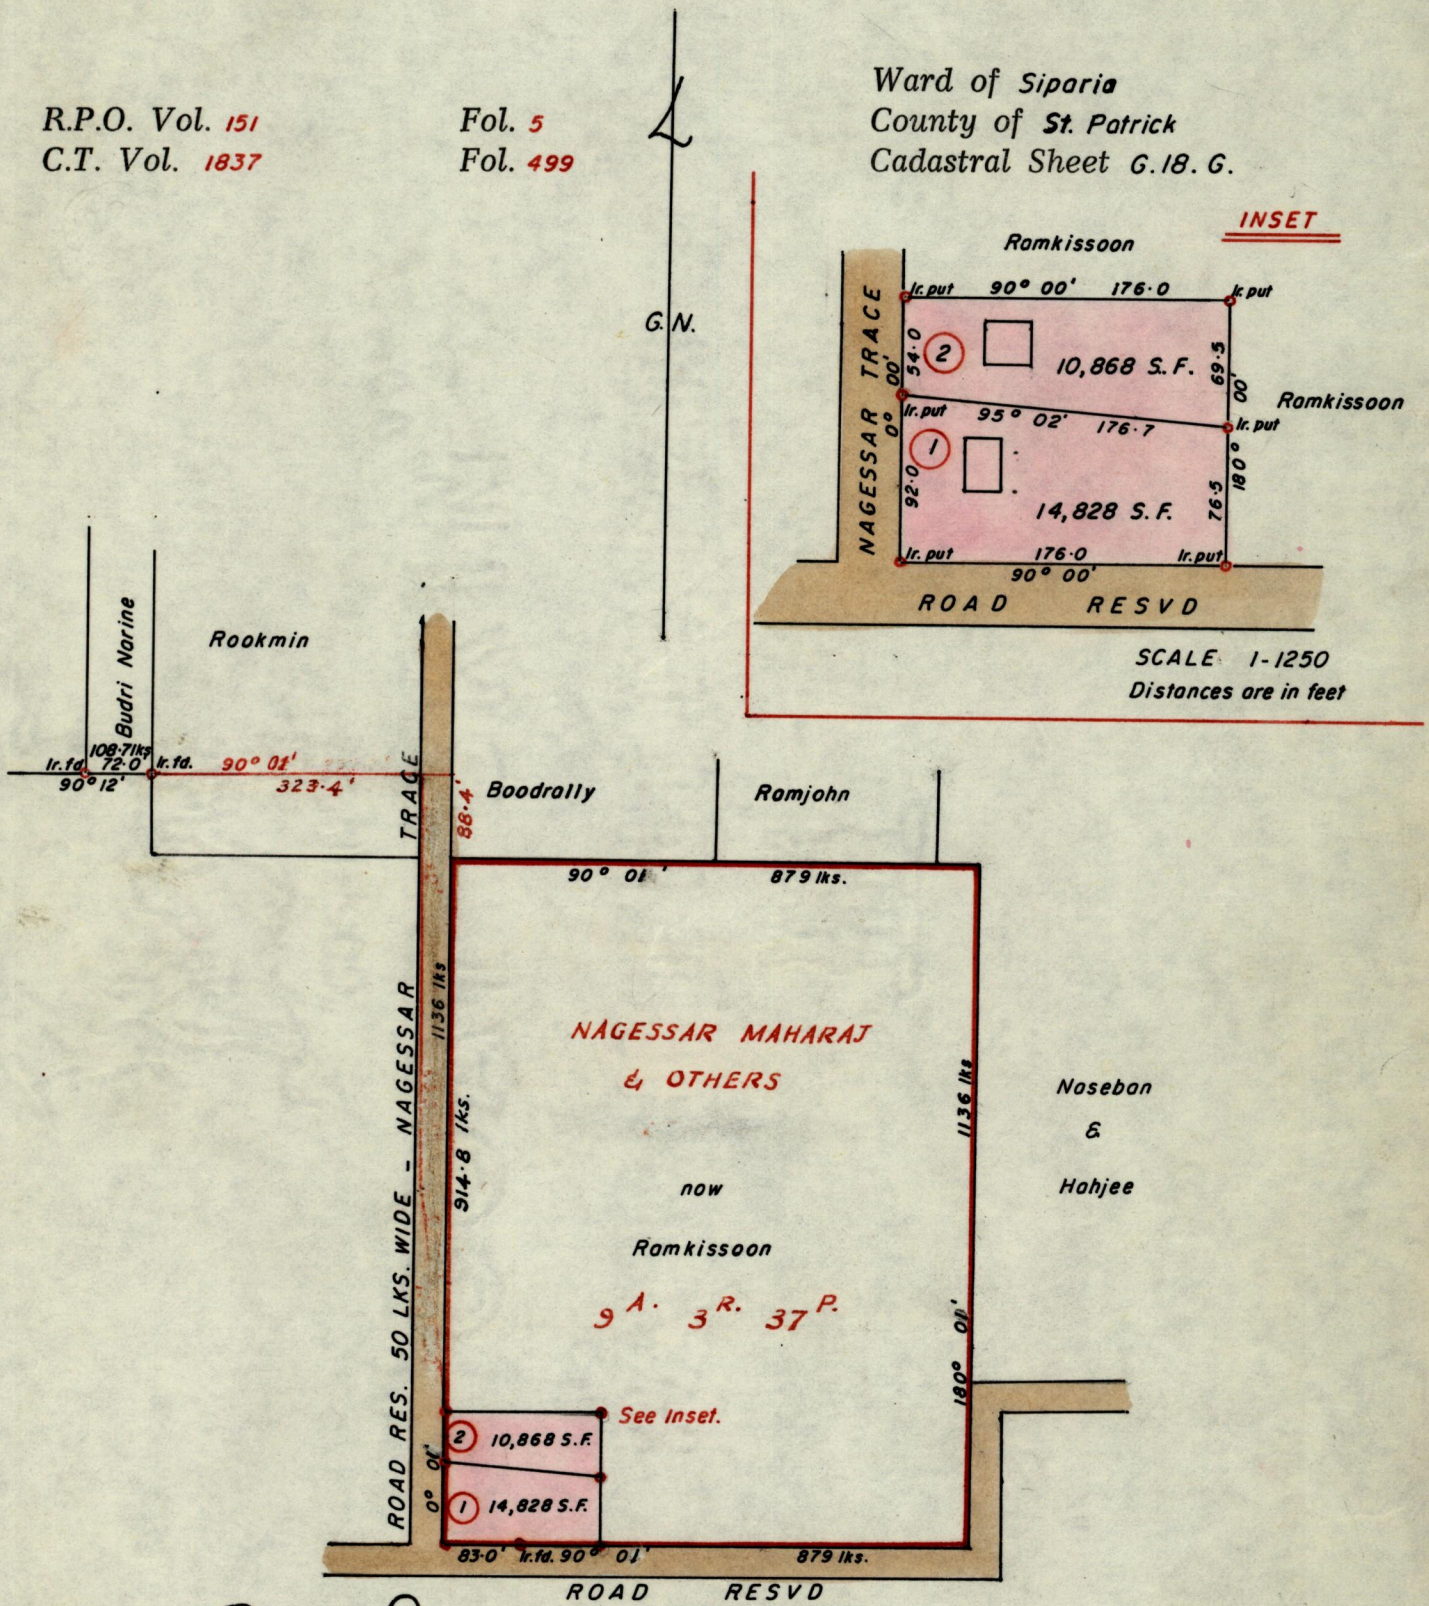 R.P.O. Vol. 151 Fol. 5
C.T. Vol. 1837 Fol. 499
Ward of Siparia
County of St. Patrick
Cadastral Sheet G.18.G.
G.N.
INSET
Ramkissoon
Ir. put 90° 00' 176·0 Ir. put
NAGESSAR TRACE
0° 00'
54·0
2
10,868 S.F.
69·5
180° 00'
Ramkissoon
Ir. put 95° 02' 176·7 Ir. put
1
92·0
14,828 S.F.
76·5
Ir. put 176·0 Ir. put
90° 00'
ROAD RESVD
SCALE 1-1250
Distances are in feet
Budri Narine
Rookmin
108·7lks
Ir. fd. 72·0' Ir. fd. 90° 01'
90° 12' 323·4'
88·4'
Boodrally
Ramjohn
90° 01' 879 lks.
ROAD RES. 50 LKS. WIDE - NAGESSAR TRACE
1136 lks
914·8 lks.
0° 01'
NAGESSAR MAHARAJ
& OTHERS
now
Ramkissoon
9 A. 3 R. 37 P.
1136 lks
180° 01'
Naseban
&
Hahjee
See Inset.
2 10,868 S.F.
1 14,828 S.F.
83·0' Ir. fd. 90° 01' 879 lks.
ROAD RESVD